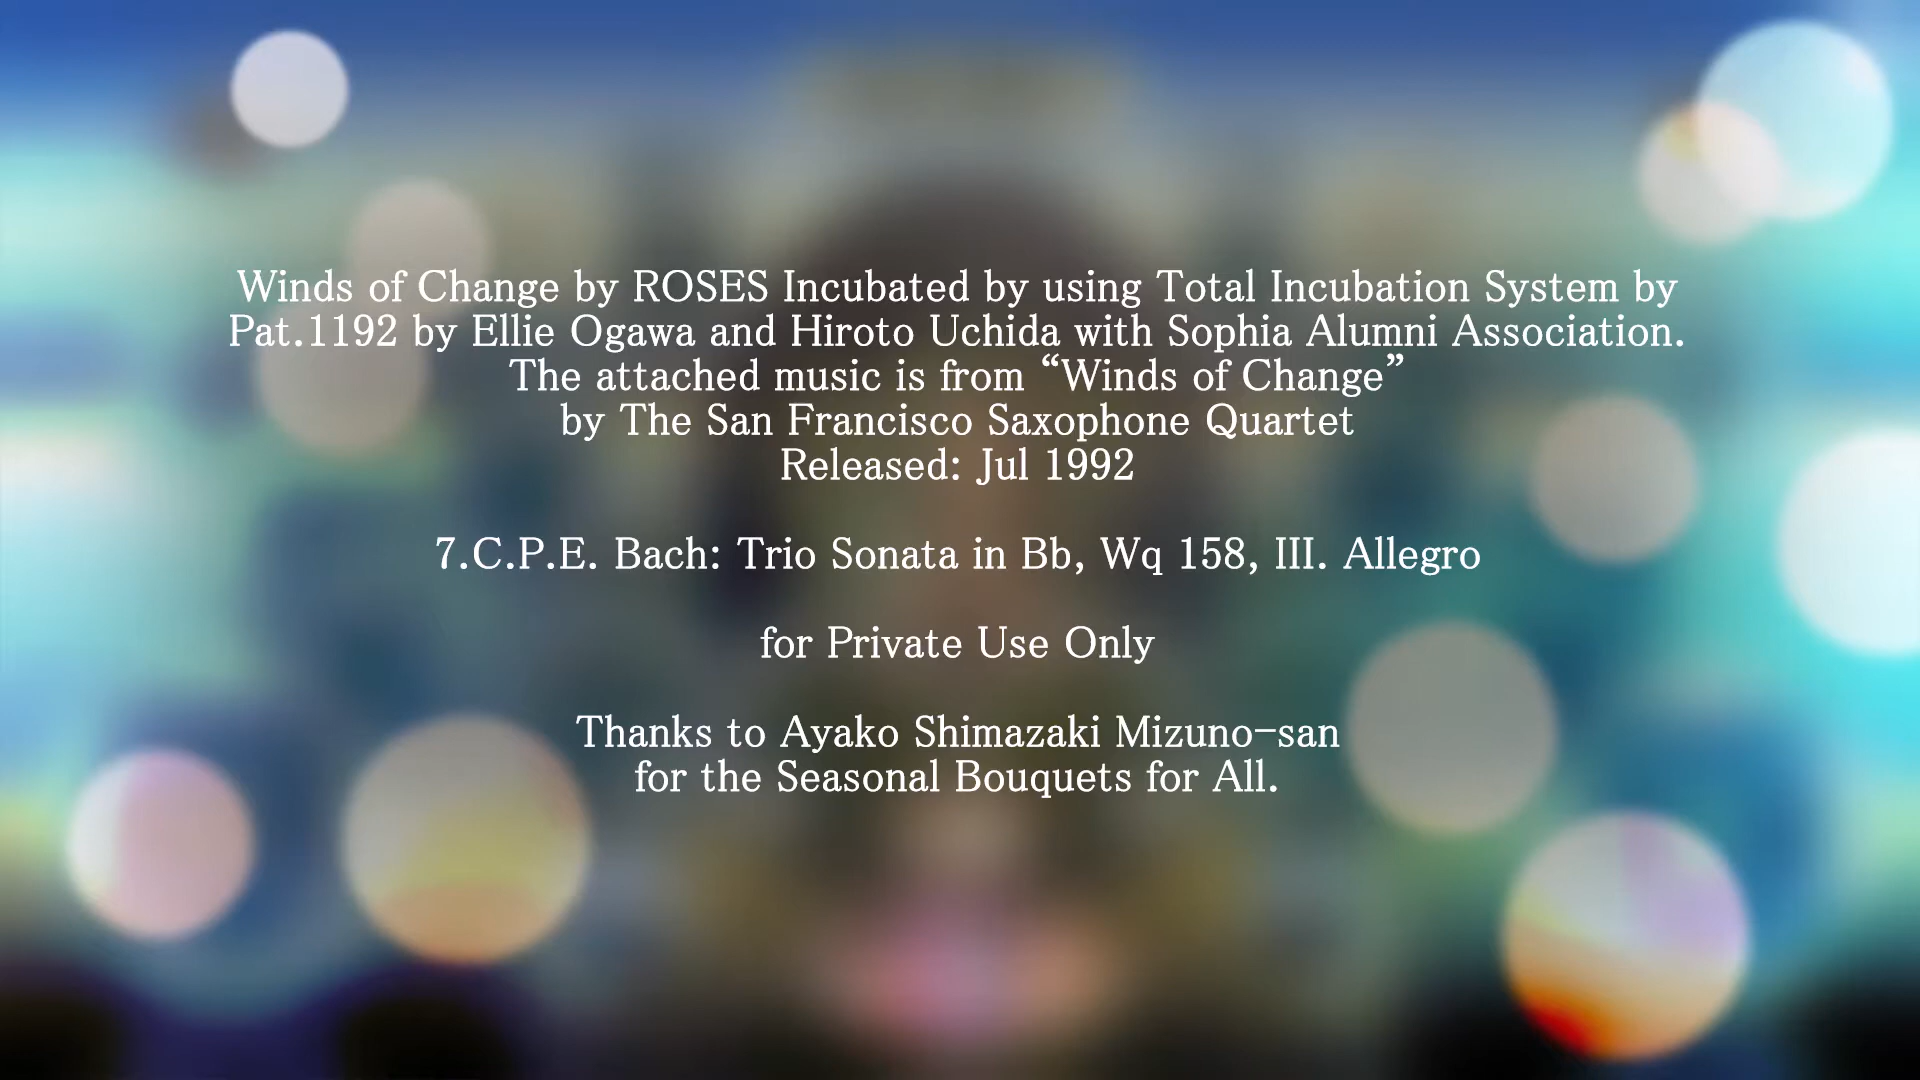 Winds of Change by ROSES Incubated by using Total Incubation System by
Pat.1192 by Ellie Ogawa and Hiroto Uchida with Sophia Alumni Association.
The attached music is from “Winds of Change”
by The San Francisco Saxophone Quartet
Released: Jul 1992
7.C.P.E. Bach: Trio Sonata in Bb, Wq 158, III. Allegro
for Private Use Only
Thanks to Ayako Shimazaki Mizuno-san
for the Seasonal Bouquets for All.